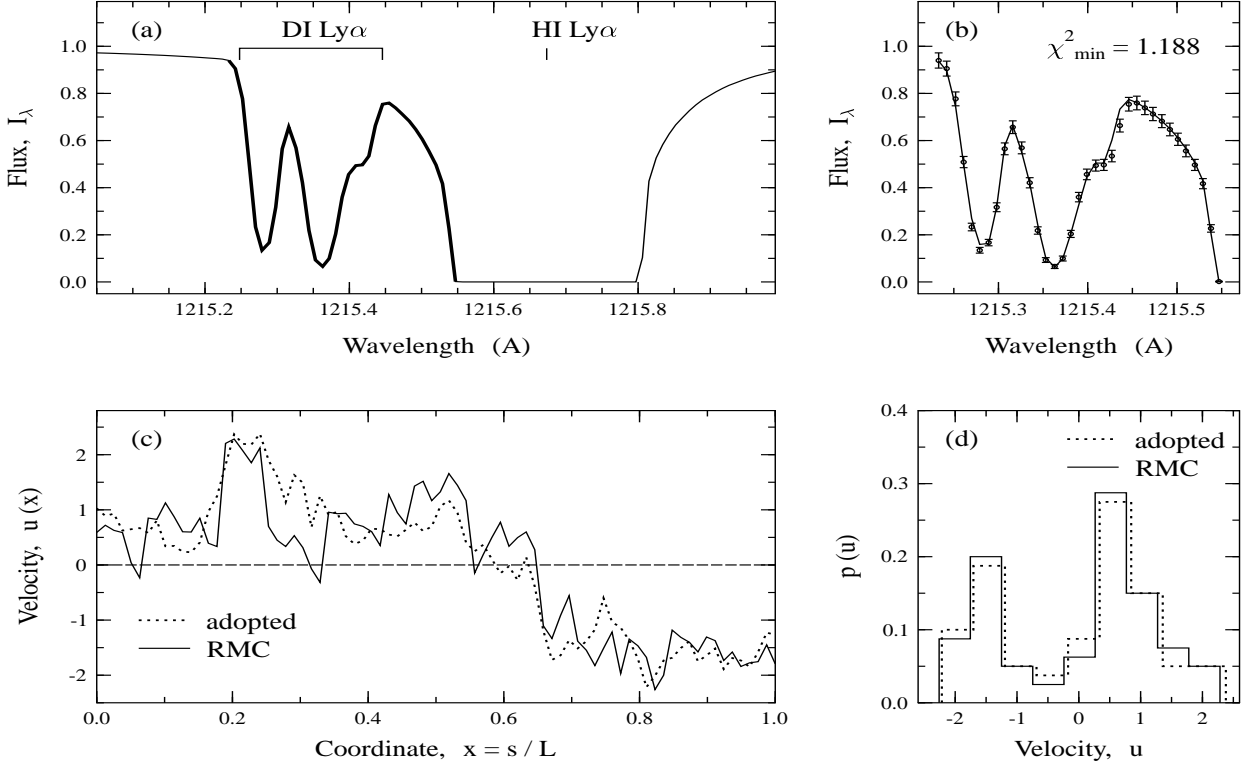 (a)
DI Lyα
HI Lyα
1.0
0.8
0.6
0.4
0.2
0.0
Flux, I_λ
1215.2
1215.4
1215.6
1215.8
Wavelength (A)
(b)
χ²_min = 1.188
1.0
0.8
0.6
0.4
0.2
0.0
Flux, I_λ
1215.3
1215.4
1215.5
Wavelength (A)
(c)
2
1
0
-1
-2
Velocity, u (x)
adopted
RMC
0.0
0.2
0.4
0.6
0.8
1.0
Coordinate, x = s / L
(d)
adopted
RMC
0.4
0.3
0.2
0.1
0.0
p (u)
-2
-1
0
1
2
Velocity, u